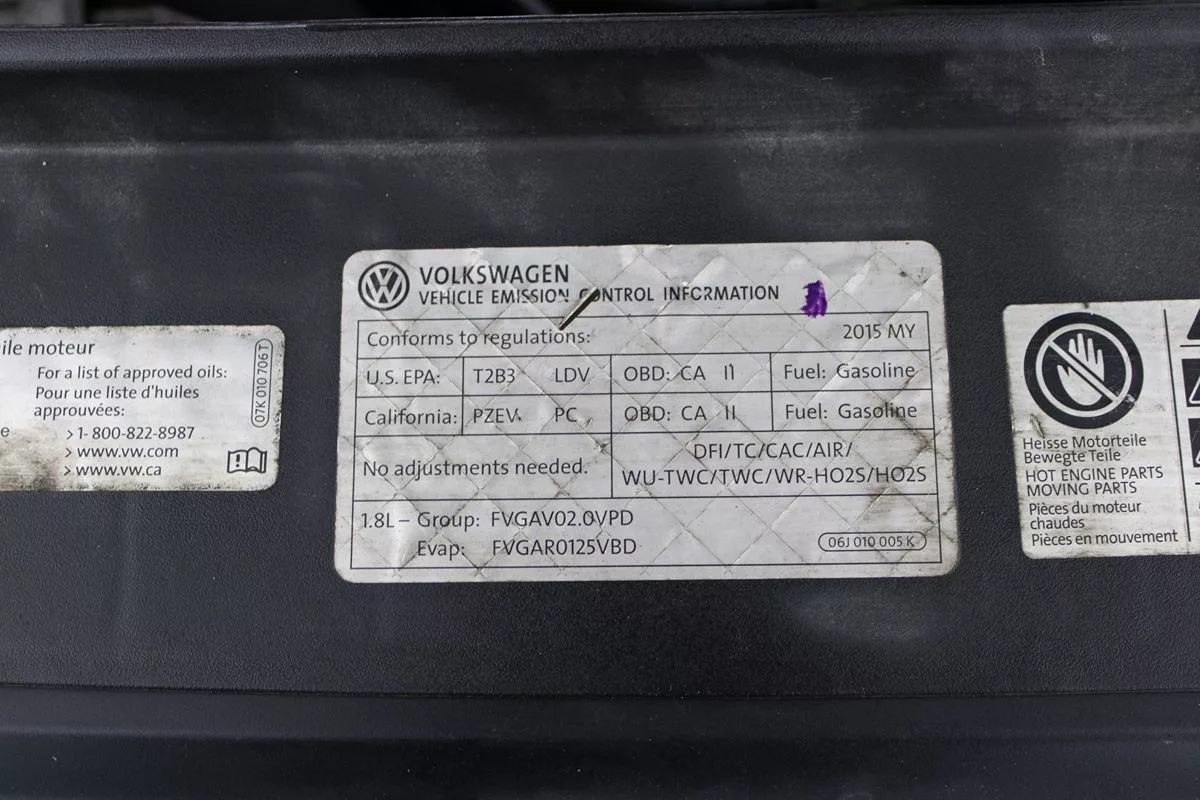 ile moteur
For a list of approved oils:
Pour une liste d'huiles
approuvées:
e >1-800-822-8987
>www.vw.com
>www.vw.ca
07K 010 706 T
VOLKSWAGEN
VEHICLE EMISSION CONTROL INFORMATION
Conforms to regulations: 2015 MY
U.S. EPA: T2B3 LDV OBD: CA II Fuel: Gasoline
California: PZEV PC OBD: CA II Fuel: Gasoline
No adjustments needed. DFI/TC/CAC/AIR/
WU-TWC/TWC/WR-HO2S/HO2S
1.8L – Group: FVGAV02.0VPD
Evap: FVGAR0125VBD
06J 010 005 K
Heisse Motorteile
Bewegte Teile
HOT ENGINE PARTS
MOVING PARTS
Pièces du moteur
chaudes
Pièces en mouvement